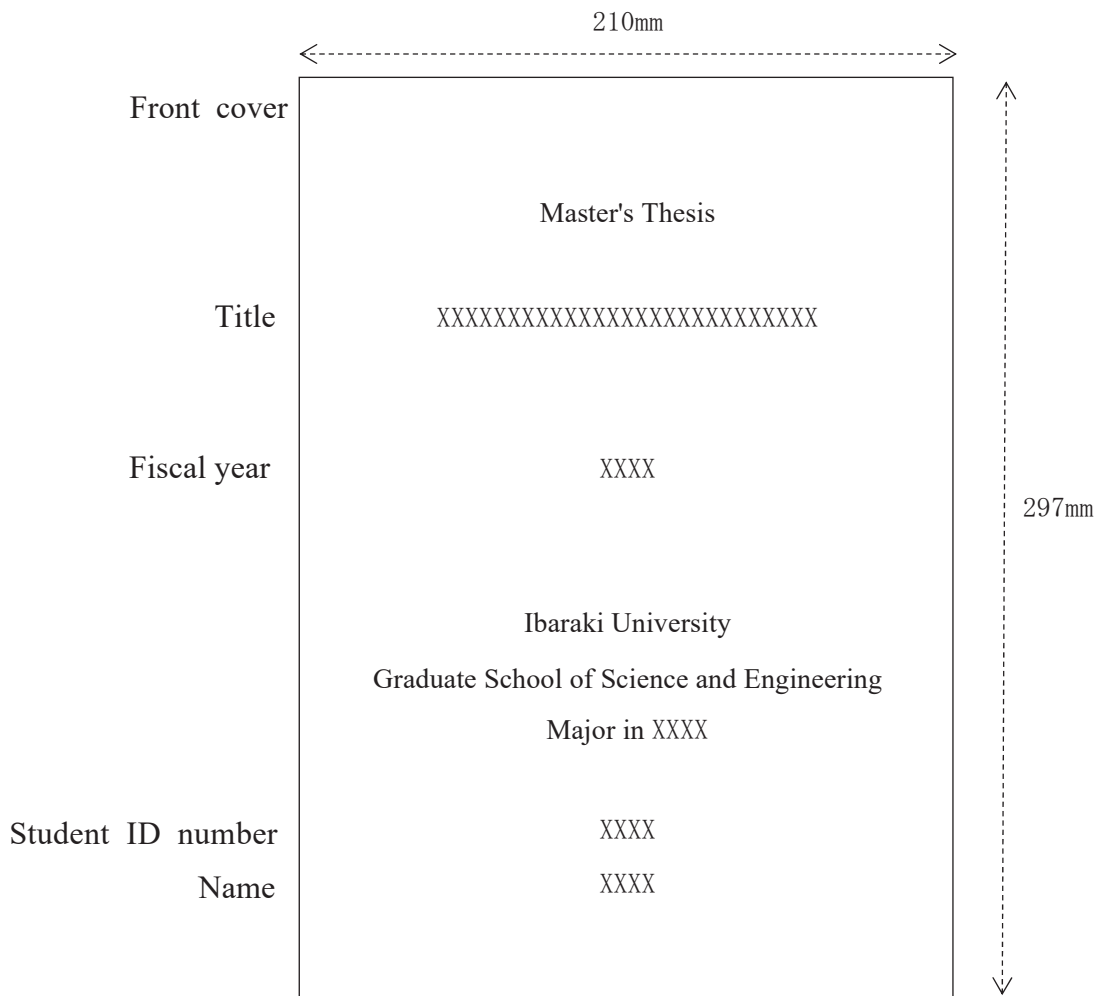 210mm
Front cover
Master's Thesis
Title XXXXXXXXXXXXXXXXXXXXXXXXXXX
Fiscal year XXXX
297mm
Ibaraki University
Graduate School of Science and Engineering
Major in XXXX
Student ID number XXXX
Name XXXX